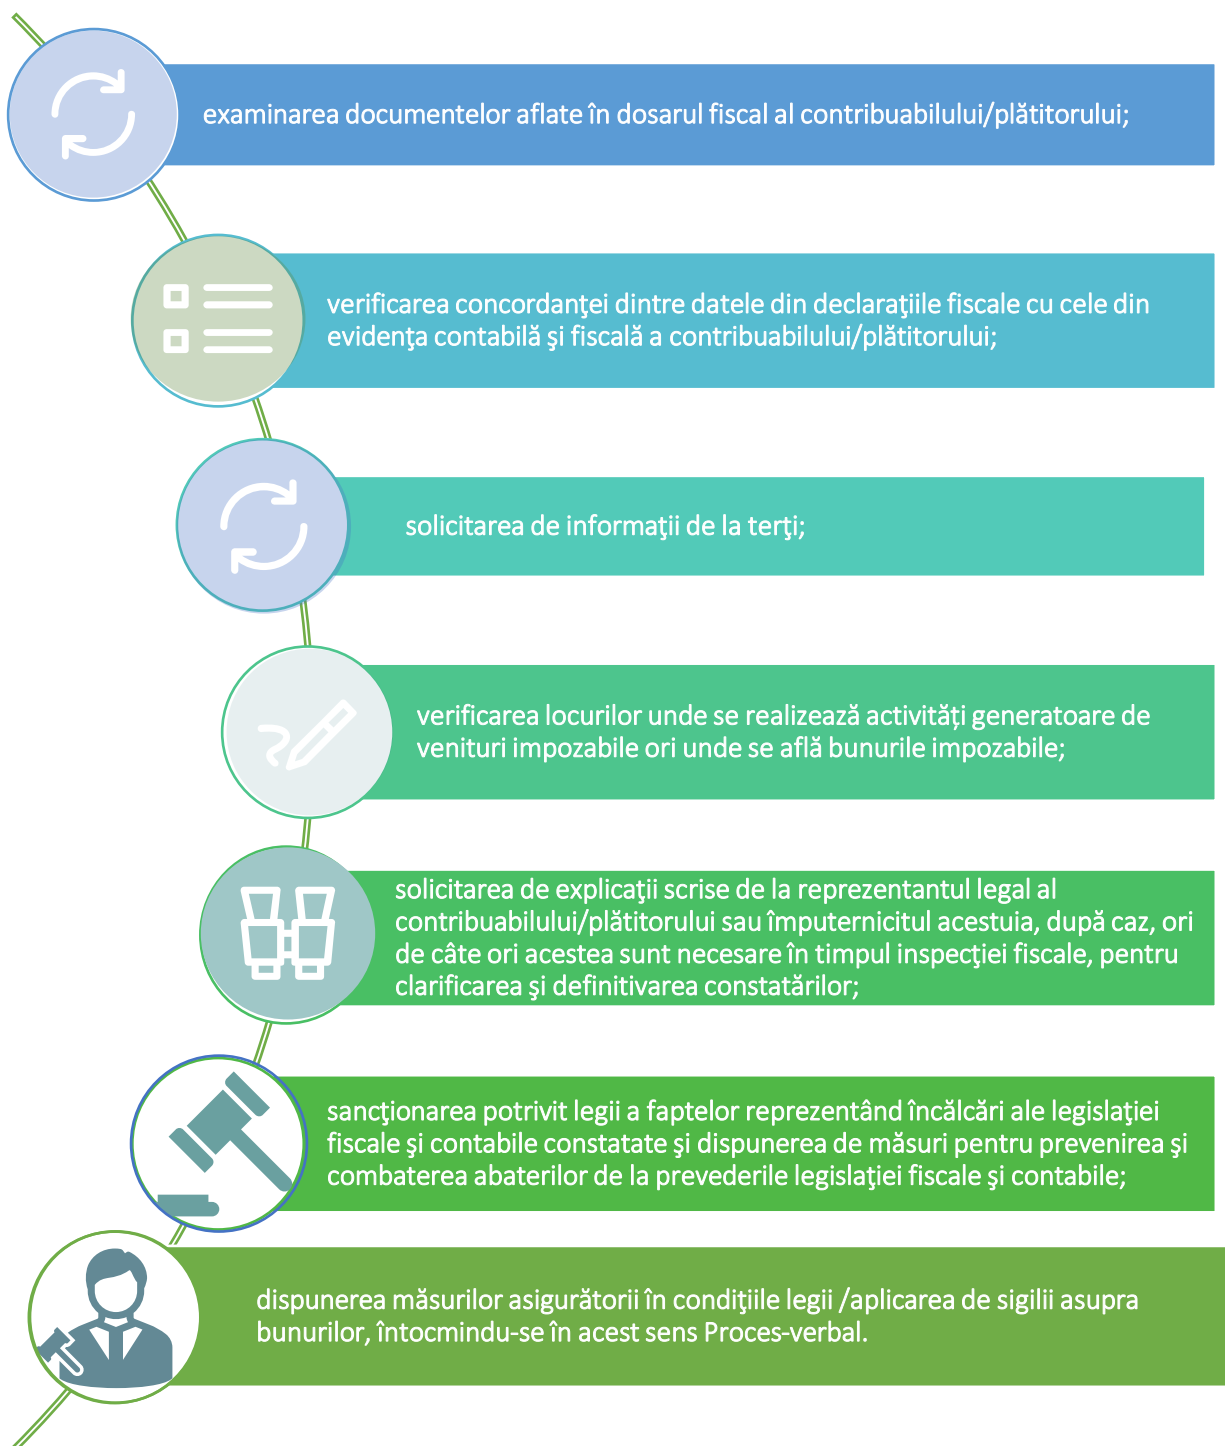 examinarea documentelor aflate în dosarul fiscal al contribuabilului/plătitorului;
verificarea concordanţei dintre datele din declaraţiile fiscale cu cele din
evidenţa contabilă şi fiscală a contribuabilului/plătitorului;
solicitarea de informaţii de la terţi;
verificarea locurilor unde se realizează activități generatoare de
venituri impozabile ori unde se află bunurile impozabile;
solicitarea de explicaţii scrise de la reprezentantul legal al
contribuabilului/plătitorului sau împuternicitul acestuia, după caz, ori
de câte ori acestea sunt necesare în timpul inspecţiei fiscale, pentru
clarificarea şi definitivarea constatărilor;
sancţionarea potrivit legii a faptelor reprezentând încălcări ale legislaţiei
fiscale şi contabile constatate şi dispunerea de măsuri pentru prevenirea şi
combaterea abaterilor de la prevederile legislaţiei fiscale şi contabile;
dispunerea măsurilor asigurătorii în condiţiile legii /aplicarea de sigilii asupra
bunurilor, întocmindu-se în acest sens Proces-verbal.